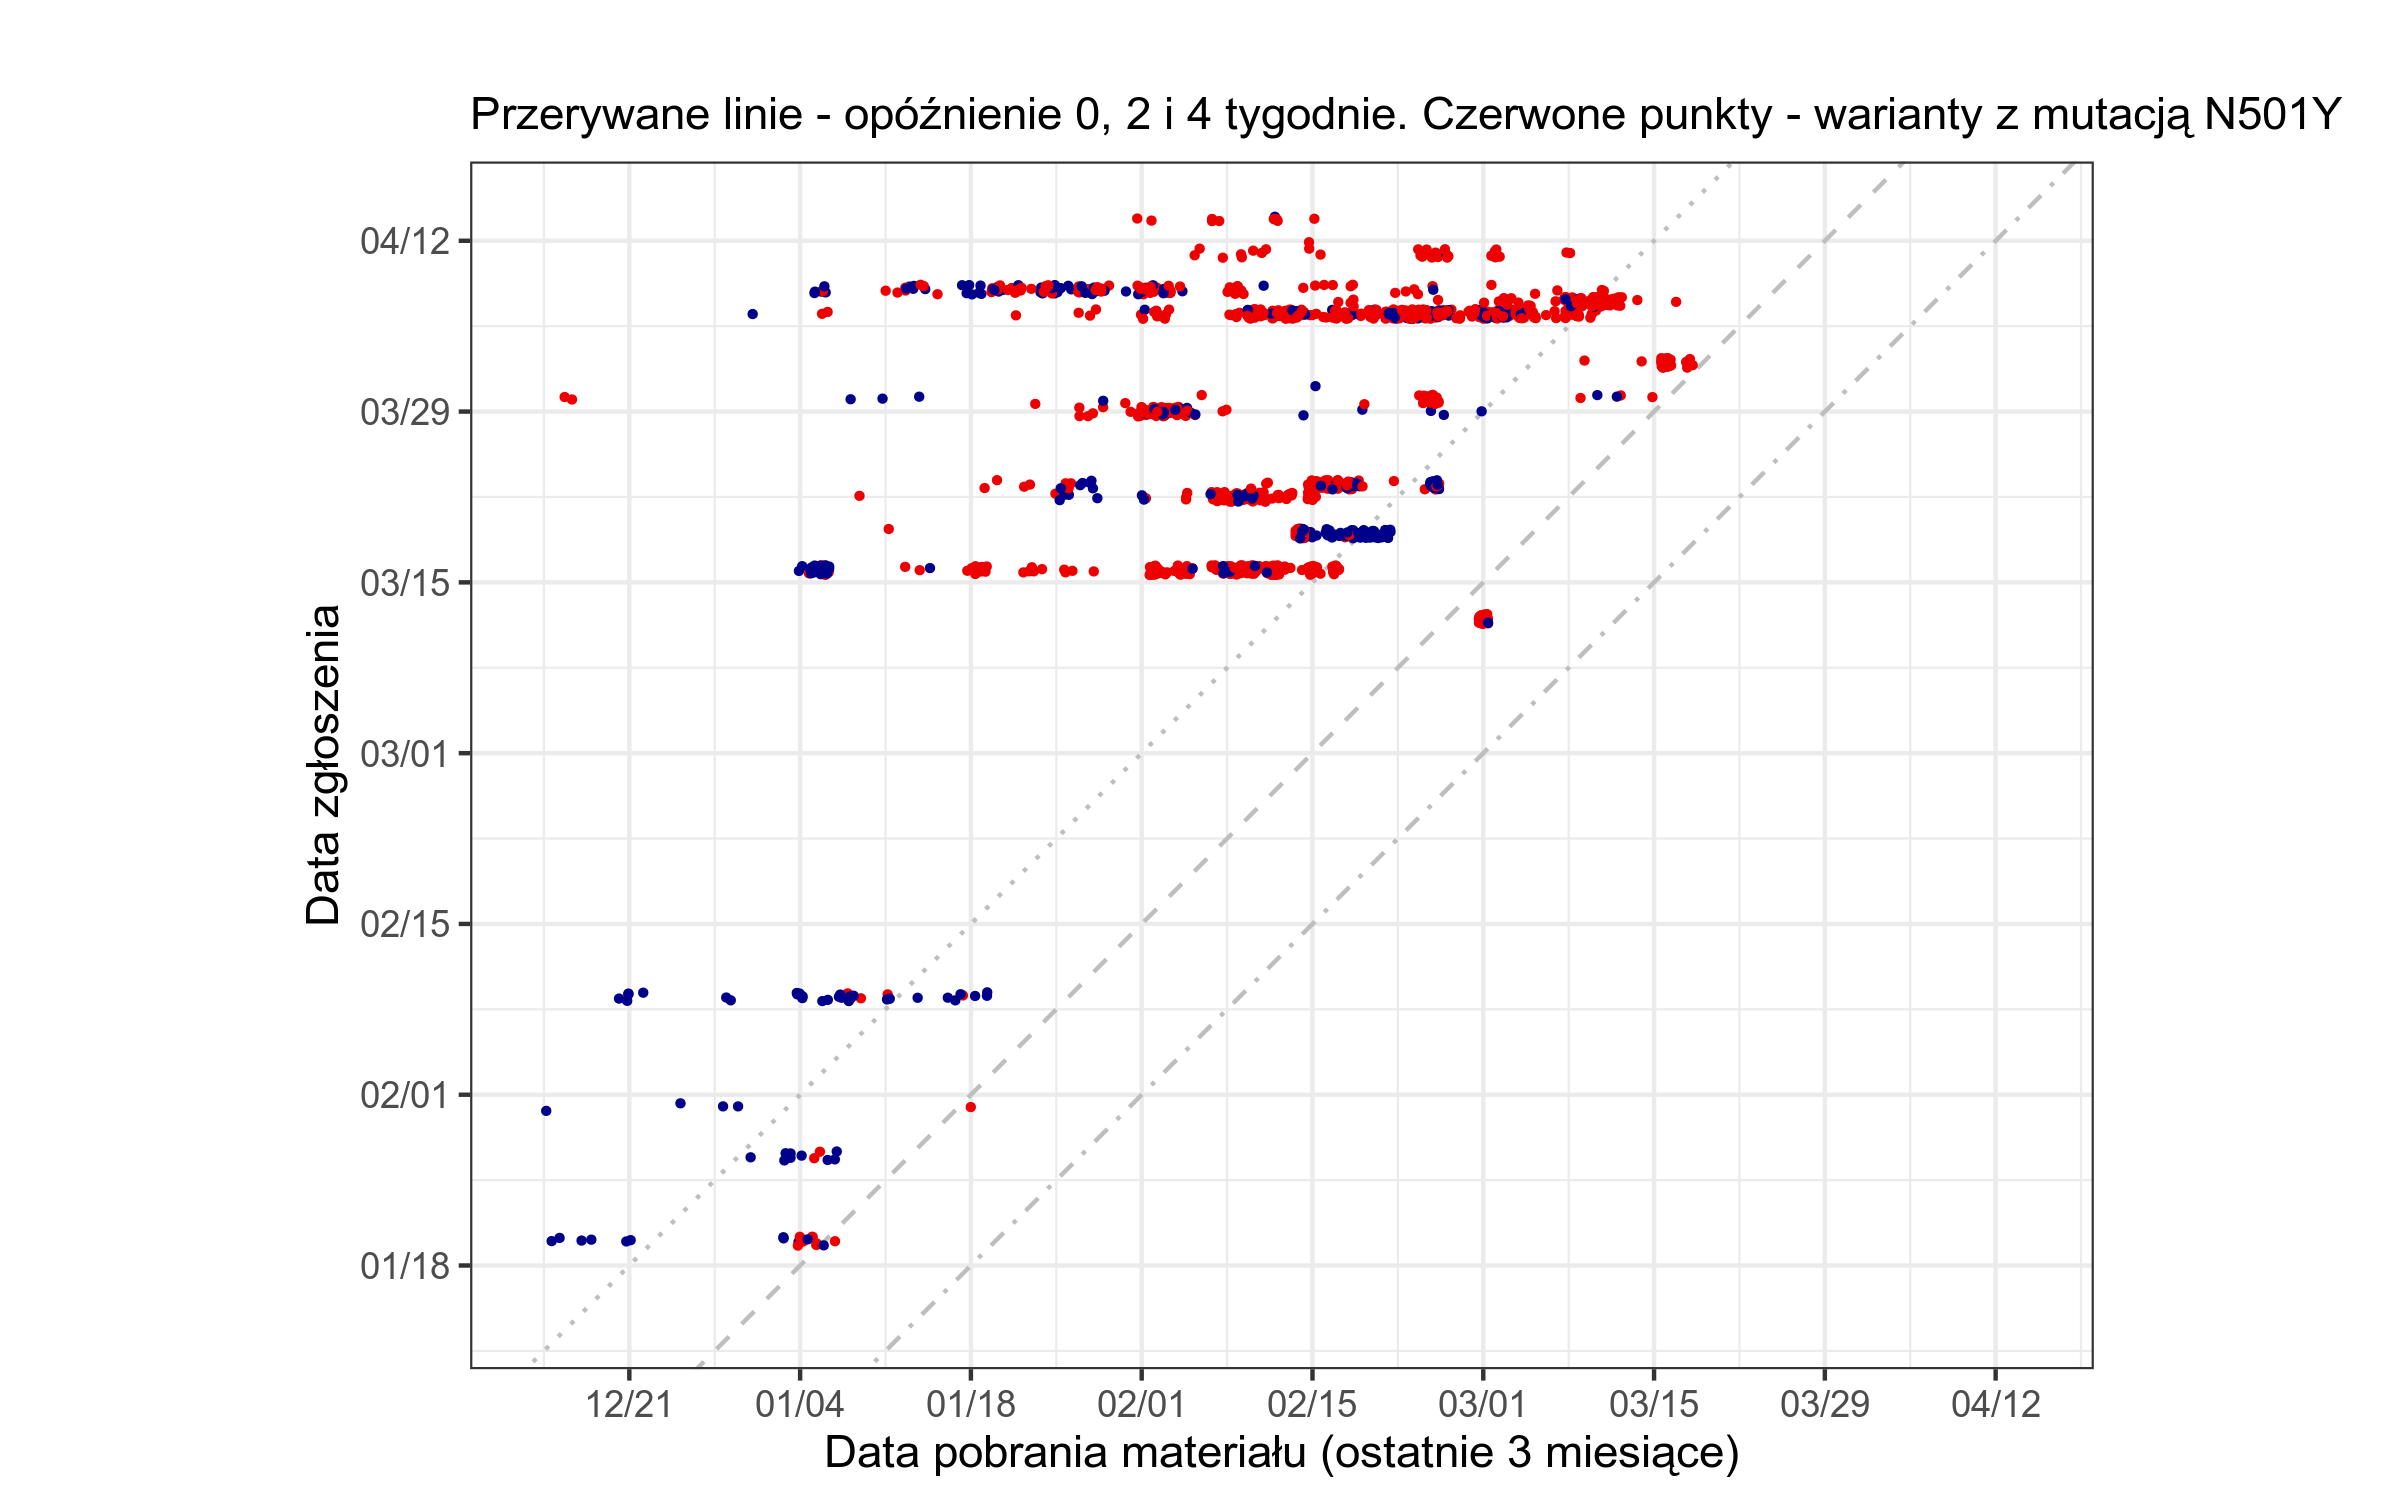 Przerywane linie - opóźnienie 0, 2 i 4 tygodnie. Czerwone punkty - warianty z mutacją N501Y
Data zgłoszenia
04/12
03/29
03/15
03/01
02/15
02/01
01/18
12/21 01/04 01/18 02/01 02/15 03/01 03/15 03/29 04/12
Data pobrania materiału (ostatnie 3 miesiące)